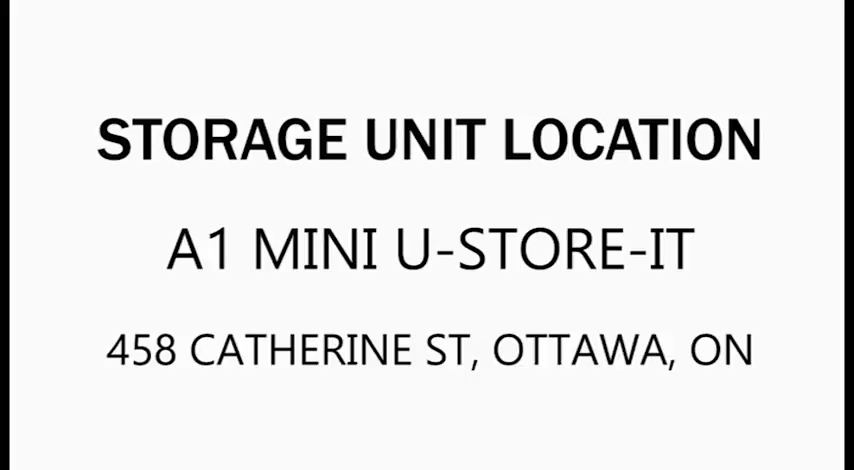 STORAGE UNIT LOCATION
A1 MINI U-STORE-IT
458 CATHERINE ST, OTTAWA, ON